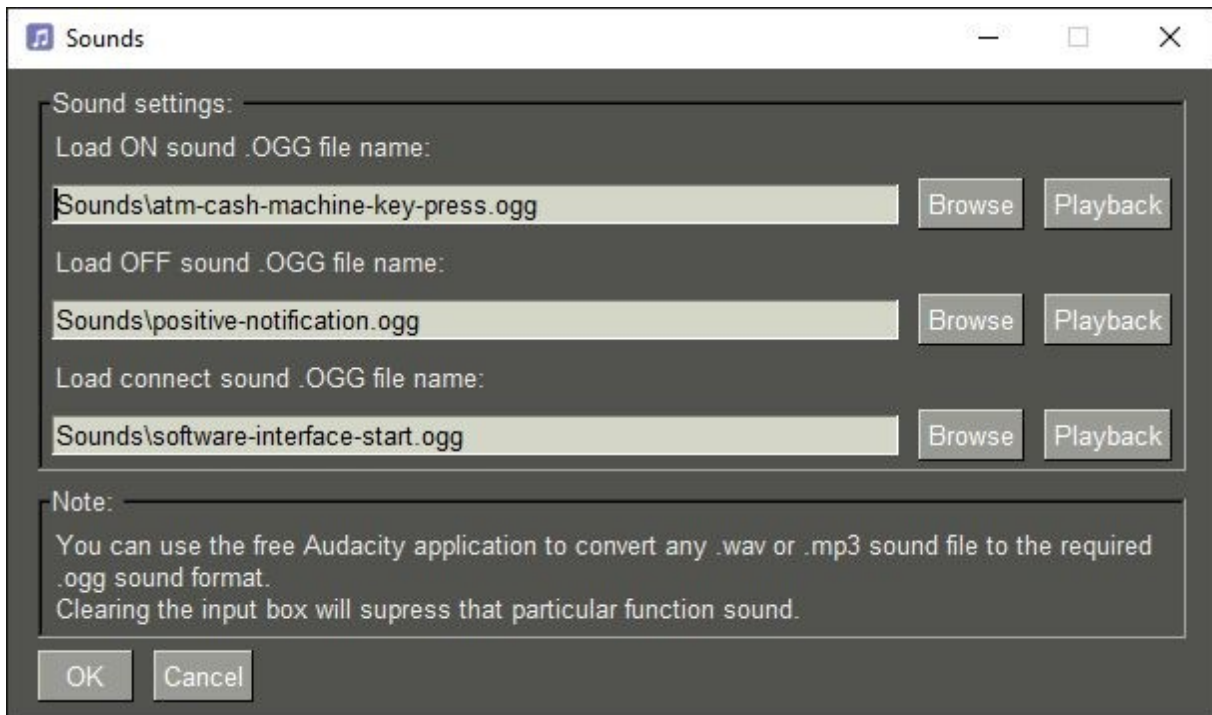 Sounds
Sound settings:
Load ON sound .OGG file name:
Sounds\atm-cash-machine-key-press.ogg
Browse
Playback
Load OFF sound .OGG file name:
Sounds\positive-notification.ogg
Browse
Playback
Load connect sound .OGG file name:
Sounds\software-interface-start.ogg
Browse
Playback
Note:
You can use the free Audacity application to convert any .wav or .mp3 sound file to the required
.ogg sound format.
Clearing the input box will supress that particular function sound.
OK
Cancel